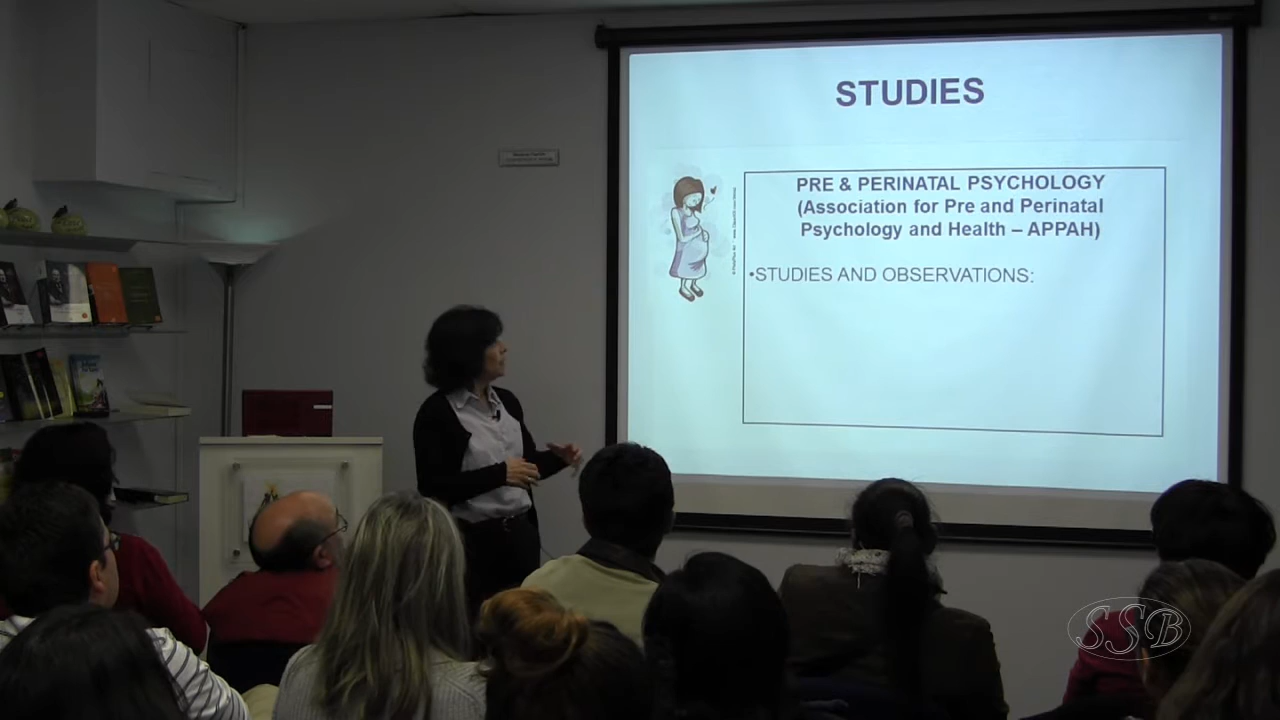 STUDIES
PRE & PERINATAL PSYCHOLOGY
(Association for Pre and Perinatal
Psychology and Health – APPAH)
•STUDIES AND OBSERVATIONS:
SSB